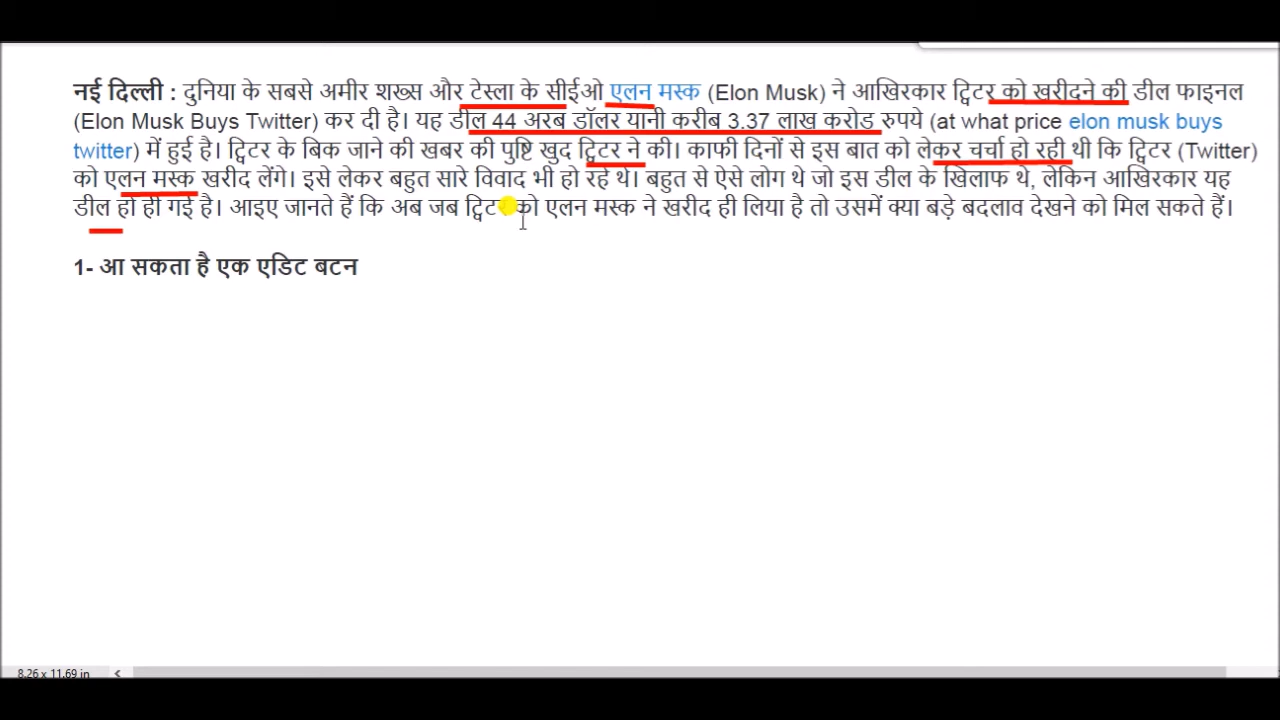 नई दिल्ली : दुनिया के सबसे अमीर शख्स और टेस्ला के सीईओ एलन मस्क (Elon Musk) ने आखिरकार ट्विटर को खरीदने की डील फाइनल
(Elon Musk Buys Twitter) कर दी है। यह डील 44 अरब डॉलर यानी करीब 3.37 लाख करोड़ रुपये (at what price elon musk buys
twitter) में हुई है। ट्विटर के बिक जाने की खबर की पुष्टि खुद ट्विटर ने की। काफी दिनों से इस बात को लेकर चर्चा हो रही थी कि ट्विटर (Twitter)
को एलन मस्क खरीद लेंगे। इसे लेकर बहुत सारे विवाद भी हो रहे थे। बहुत से ऐसे लोग थे जो इस डील के खिलाफ थे, लेकिन आखिरकार यह
डील हो ही गई है। आइए जानते हैं कि अब जब ट्विटर को एलन मस्क ने खरीद ही लिया है तो उसमें क्या बड़े बदलाव देखने को मिल सकते हैं।
1- आ सकता है एक एडिट बटन
8.26 x 11.69 in